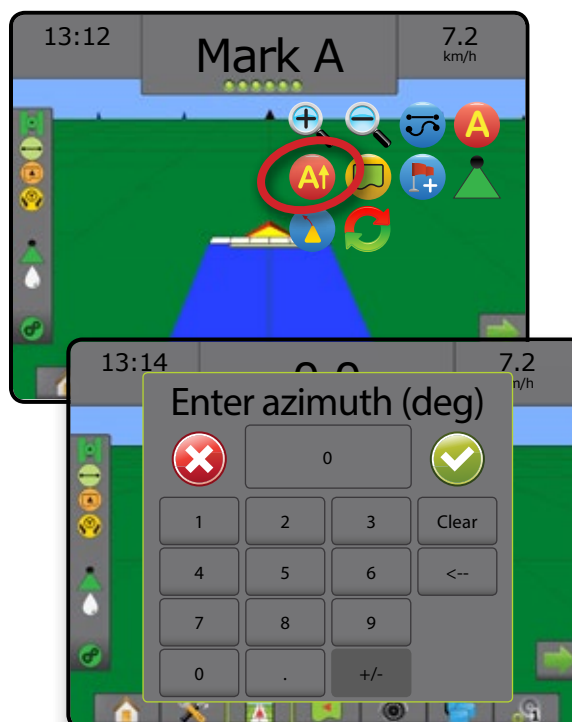 13:12
Mark A
7.2
km/h
A
A
13:14
7.2
Enter azimuth (deg)
0
1 2 3 Clear
4 5 6 <--
7 8 9
0 . +/-